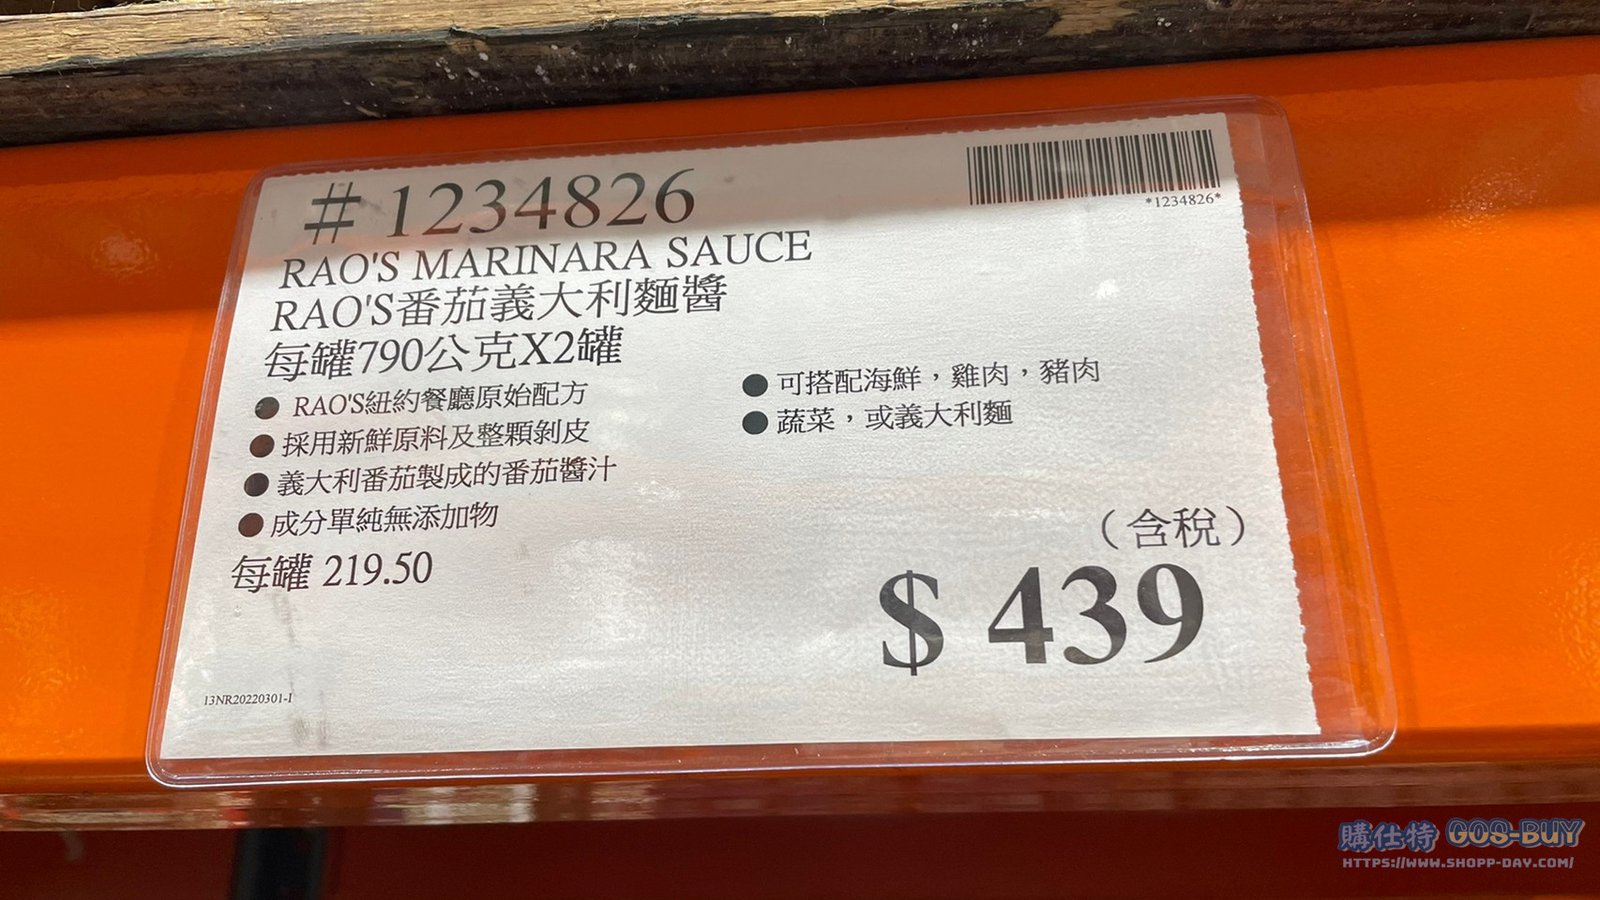 # 1234826
*1234826*
RAO'S MARINARA SAUCE
RAO'S番茄義大利麵醬
每罐790公克X2罐
● RAO'S紐約餐廳原始配方
● 採用新鮮原料及整顆剝皮
● 義大利番茄製成的番茄醬汁
● 成分單純無添加物
● 可搭配海鮮，雞肉，豬肉
● 蔬菜，或義大利麵
每罐 219.50
（含稅）
$ 439
13NR20220301-I
購仕特 GOS-BUY
HTTPS://WWW.SHOPP-DAY.COM/